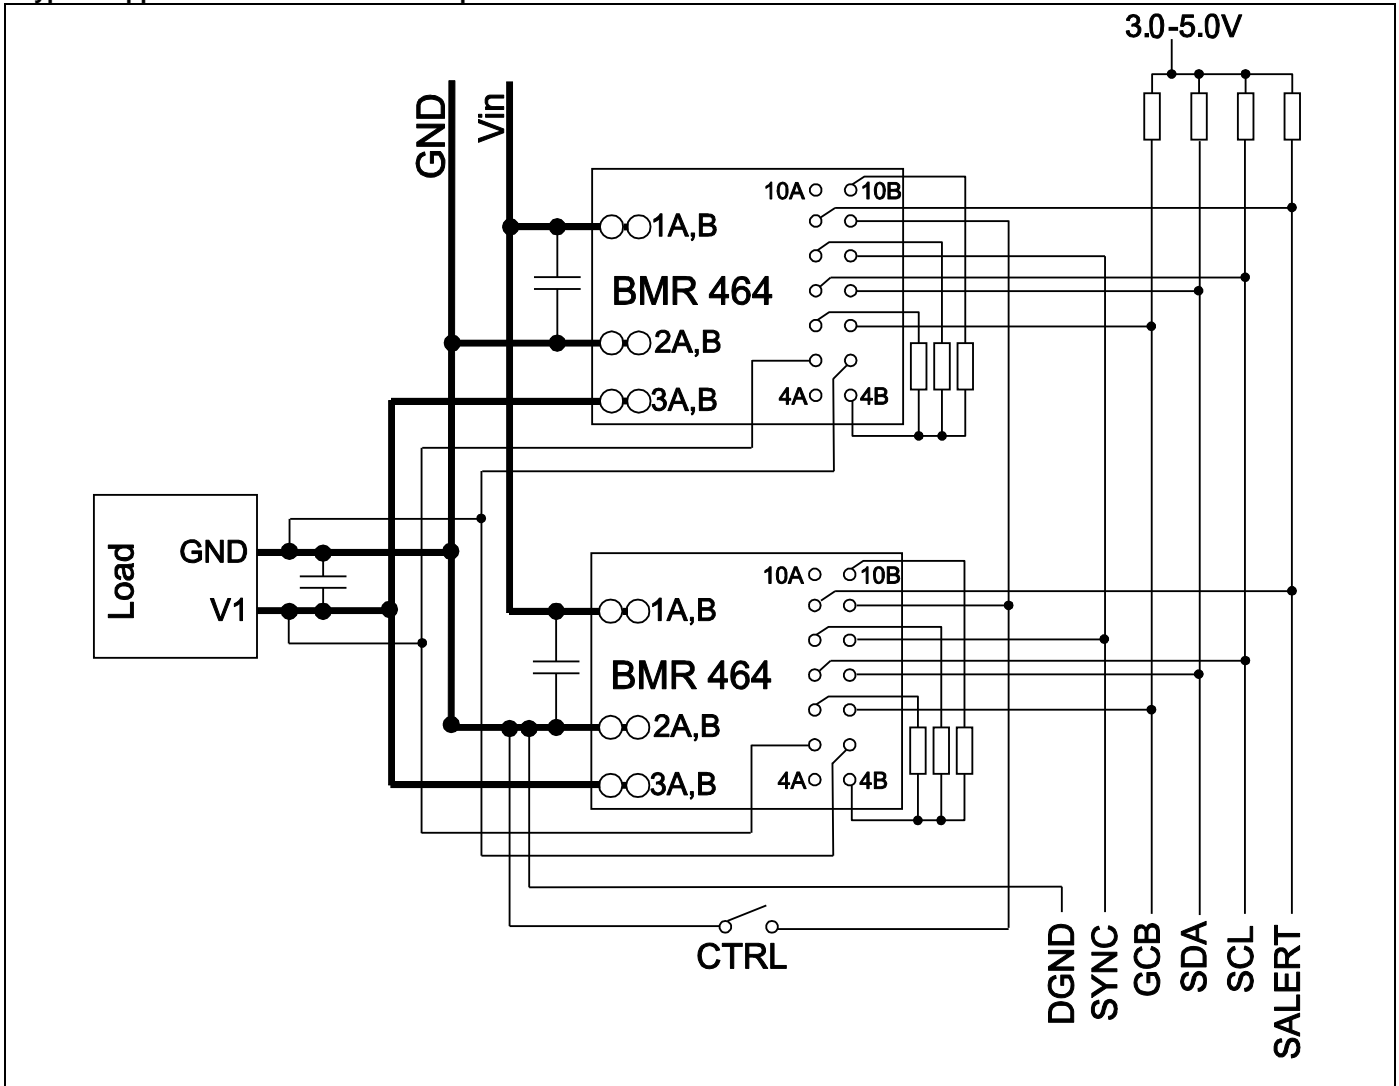 3.0-5.0V
GND
Vin
10A
10B
1A,B
BMR 464
2A,B
3A,B
4A
4B
Load
GND
V1
10A
10B
1A,B
BMR 464
2A,B
3A,B
4A
4B
CTRL
DGND
SYNC
GCB
SDA
SCL
SALERT